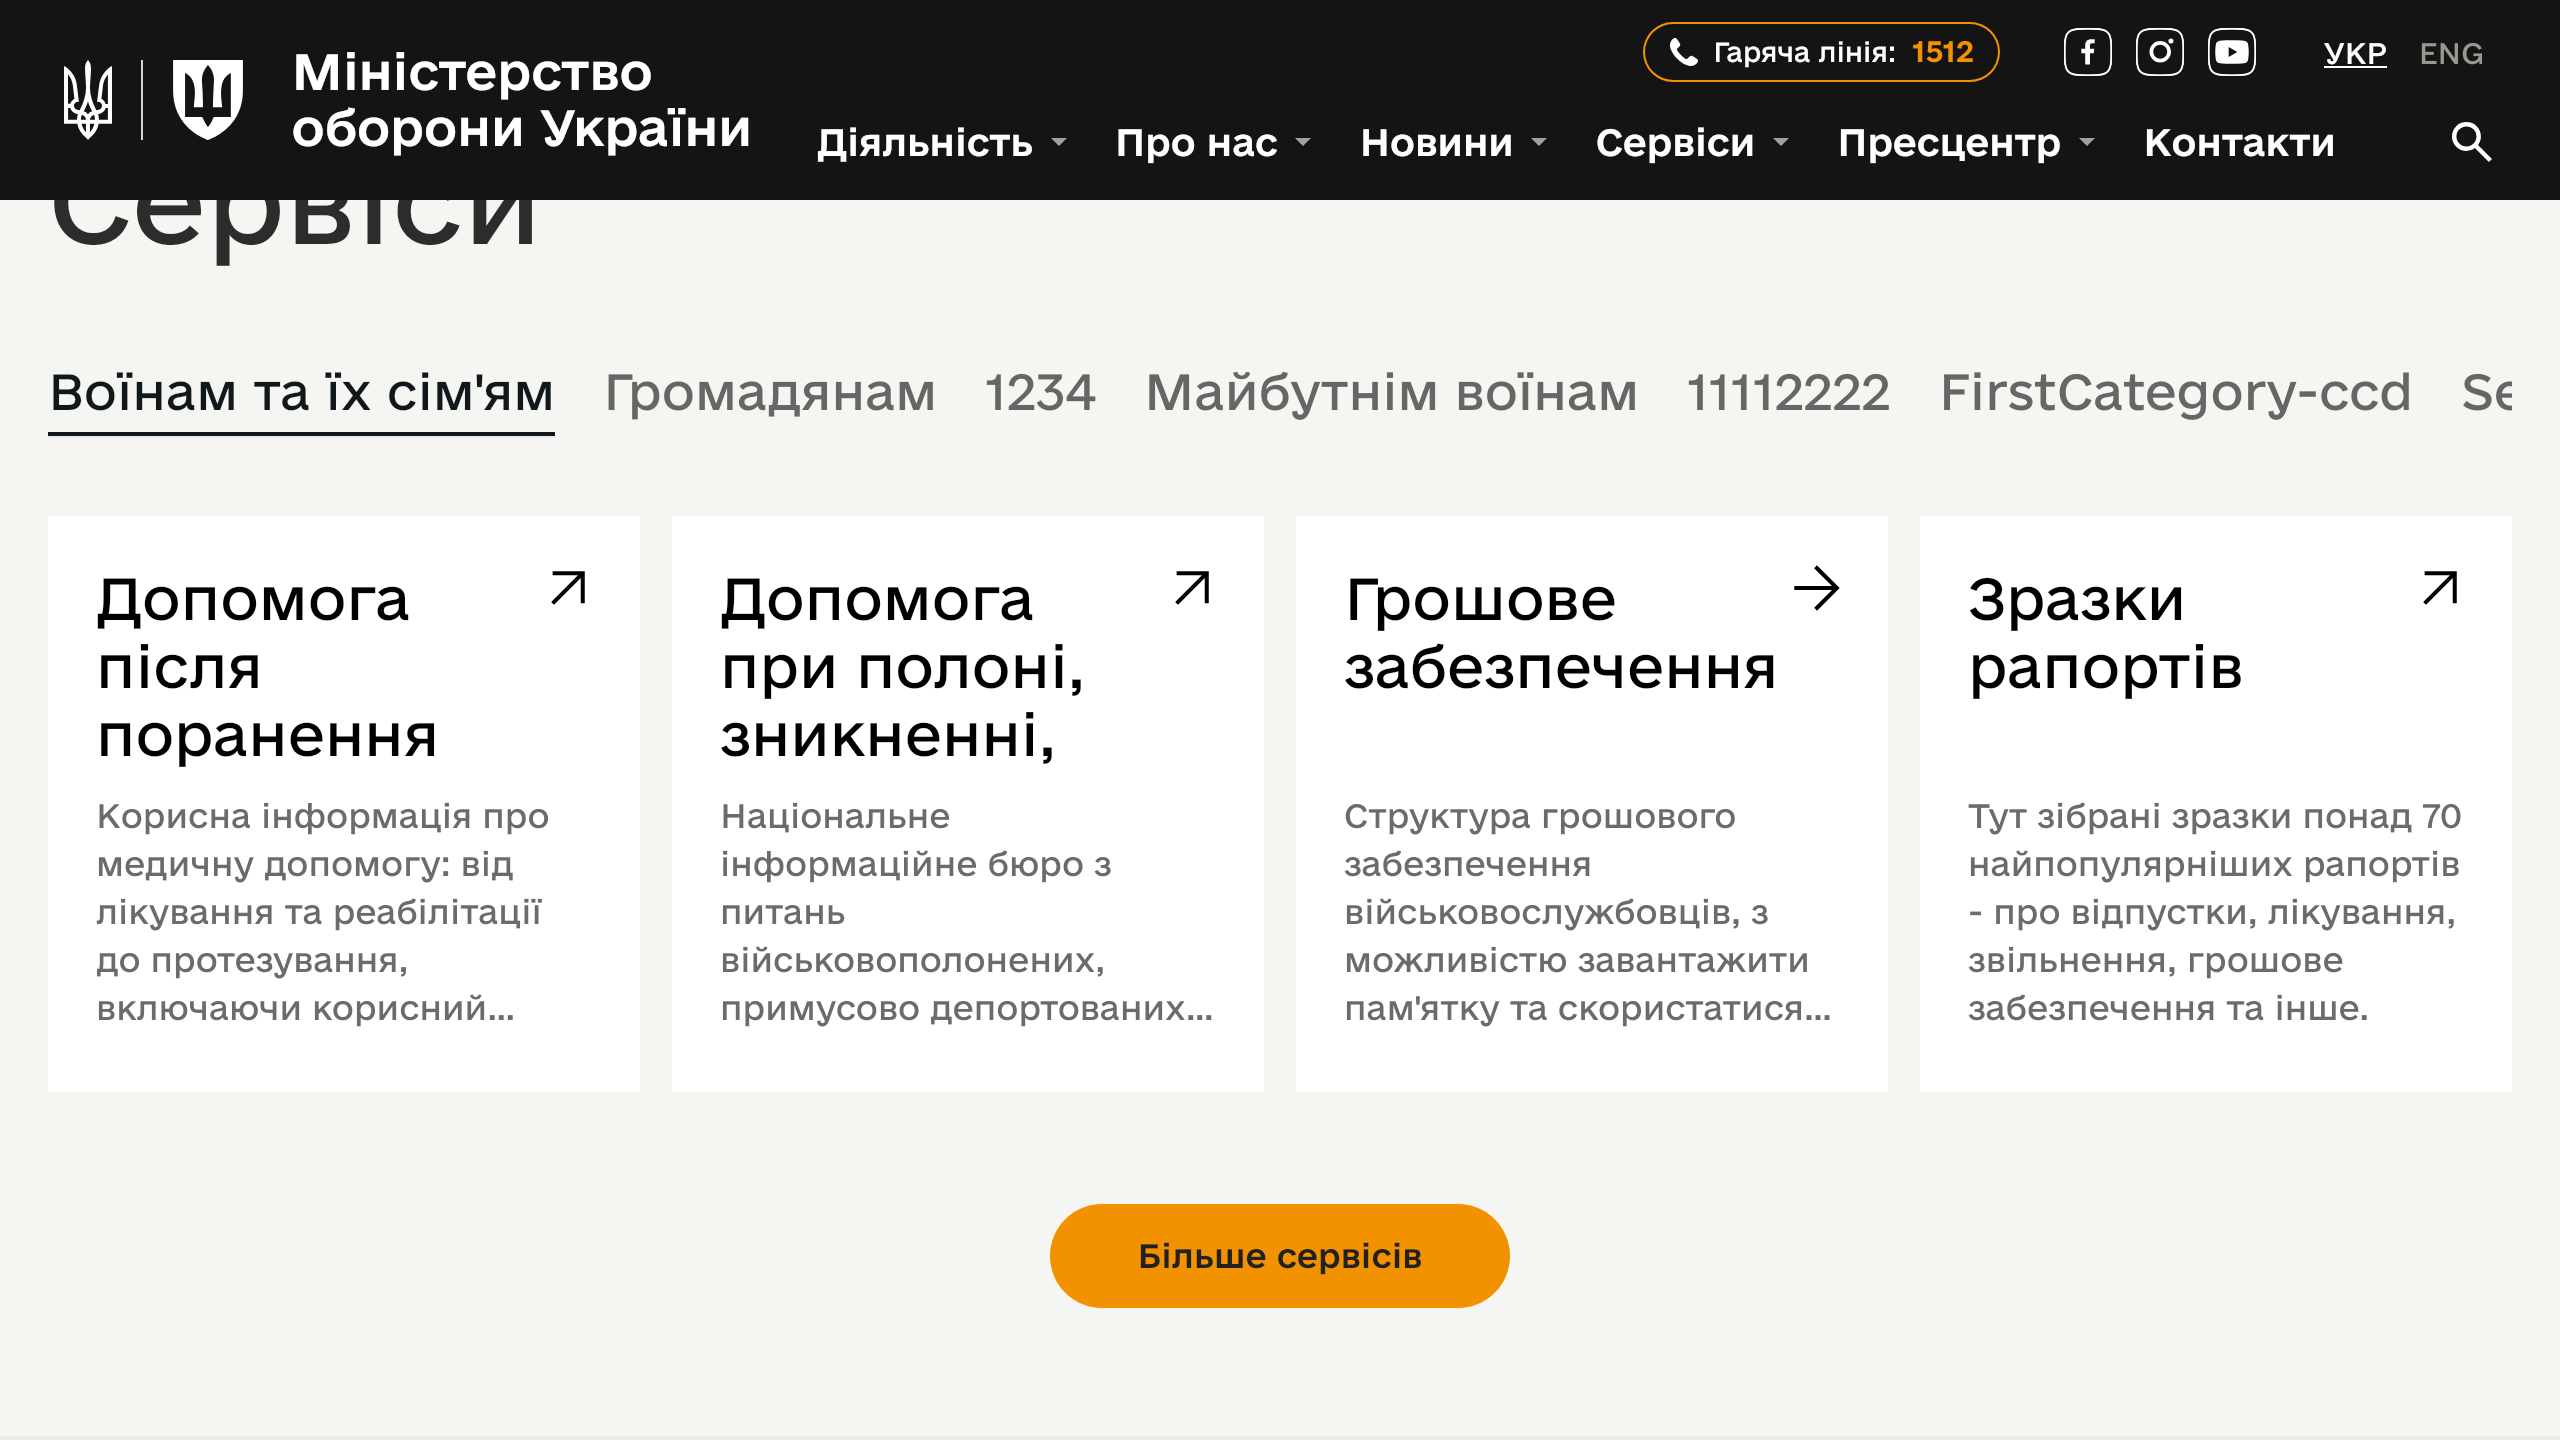 Міністерство
оборони України
Гаряча лінія: 1512
УКР ENG
Діяльність Про нас Новини Сервіси Пресцентр Контакти
Сервіси
Воїнам та їх сім'ям Громадянам 1234 Майбутнім воїнам 11112222 FirstCategory-ccd Se
Допомога
після
поранення
Корисна інформація про
медичну допомогу: від
лікування та реабілітації
до протезування,
включаючи корисний...
Допомога
при полоні,
зникненні,
Національне
інформаційне бюро з
питань
військовополонених,
примусово депортованих...
Грошове
забезпечення
Структура грошового
забезпечення
військовослужбовців, з
можливістю завантажити
пам'ятку та скористатися...
Зразки
рапортів
Тут зібрані зразки понад 70
найпопулярніших рапортів
- про відпустки, лікування,
звільнення, грошове
забезпечення та інше.
Більше сервісів